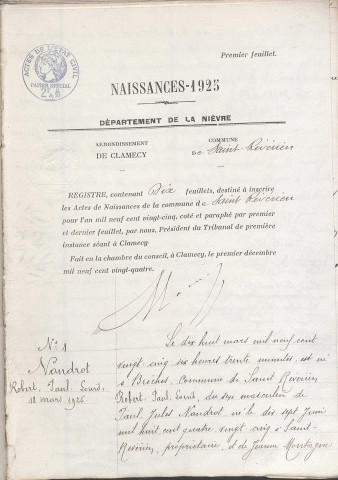 Premier feuillet.
ACTES DE L'ETAT CIVIL
PAPIER SPECIAL
NAISSANCES-1925
DÉPARTEMENT DE LA NIÈVRE
ARRONDISSEMENT
DE CLAMECY
COMMUNE
DE Saint-Révérien
REGISTRE, contenant Dix feuillets, destiné à inscrire
les Actes de Naissances de la commune de Saint Révérien
pour l'an mil neuf cent vingt-cinq, coté et paraphé par premier
et dernier feuillet, par nous, Président du Tribunal de première
instance séant à Clamecy.
Fait en la chambre du conseil, à Clamecy, le premier décembre
mil neuf cent vingt-quatre.
N° 1
Nandrot
Robert, Paul, Louis,
18 mars 1925.
Le dix huit mars mil neuf cent
vingt cinq six heures trente minutes, est né
à Brèches, Commune de Saint Révérien,
Robert, Paul, Louis, du sexe masculin de
Paul, Jules Nandrot, né le dix sept Juin
mil huit cent quatre vingt cinq à Saint-
Révérien, propriétaire, et de Jeanne